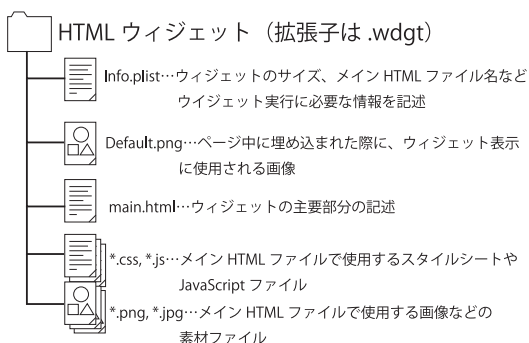 HTML ウィジェット（拡張子は .wdgt）
Info.plist…ウィジェットのサイズ、メイン HTML ファイル名など
ウイジェット実行に必要な情報を記述
Default.png…ページ中に埋め込まれた際に、ウィジェット表示
に使用される画像
main.html…ウィジェットの主要部分の記述
*.css, *.js…メイン HTML ファイルで使用するスタイルシートや
JavaScript ファイル
*.png, *.jpg…メイン HTML ファイルで使用する画像などの
素材ファイル